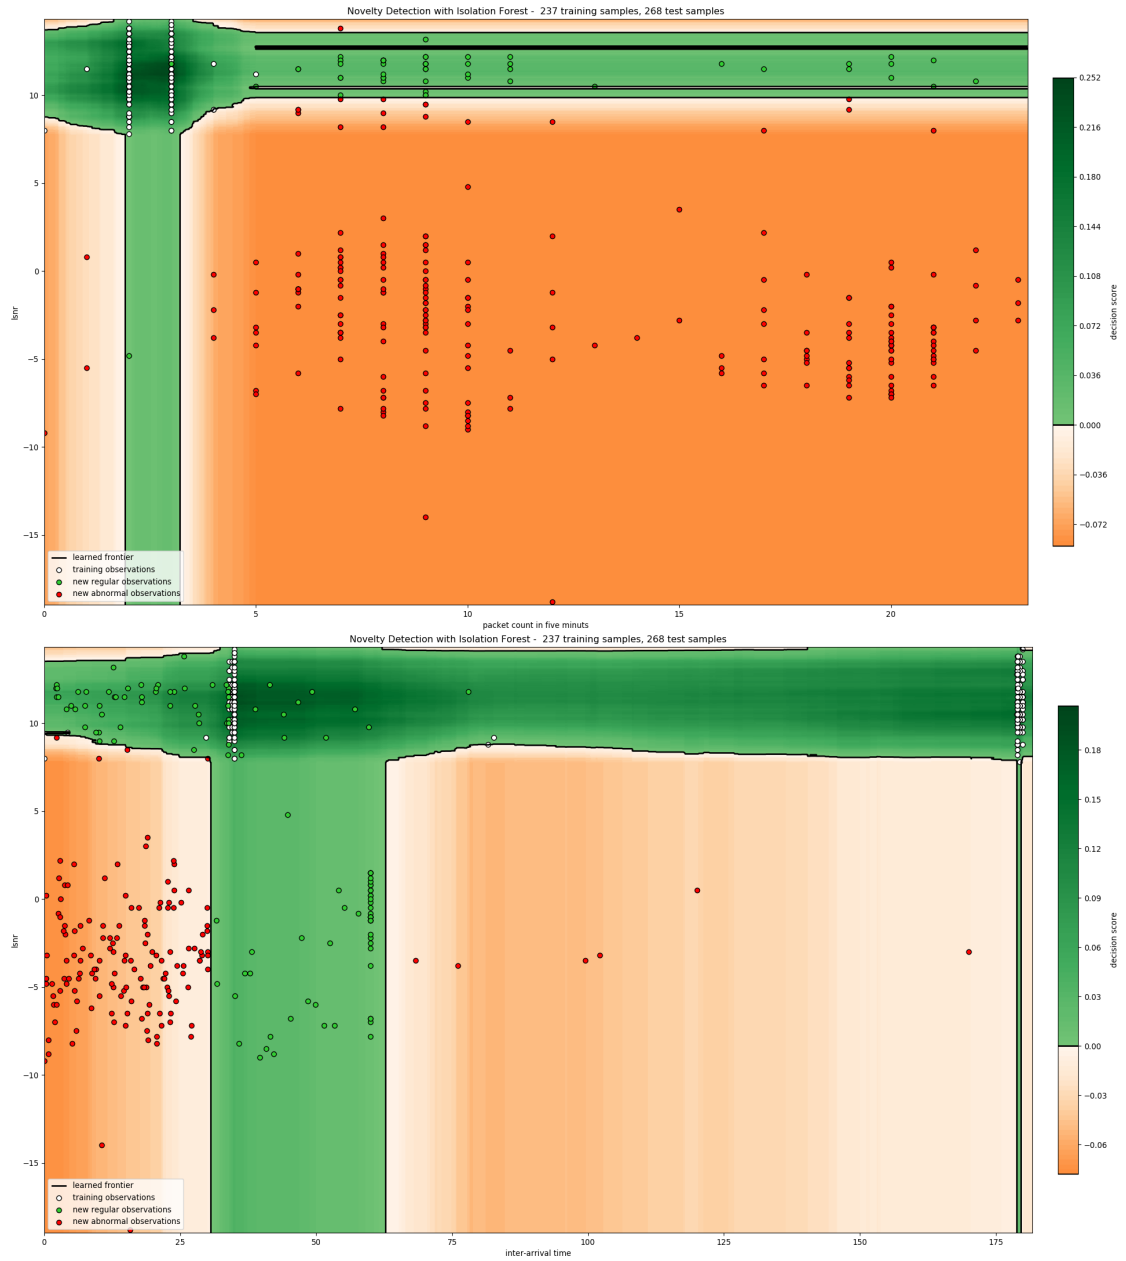 Novelty Detection with Isolation Forest - 237 training samples, 268 test samples
10
5
0
−5
−10
−15
lsnr
learned frontier
training observations
new regular observations
new abnormal observations
0
5
10
15
20
packet count in five minuts
0.252
0.216
0.180
0.144
0.108
0.072
0.036
0.000
−0.036
−0.072
decision score
Novelty Detection with Isolation Forest - 237 training samples, 268 test samples
10
5
0
−5
−10
−15
lsnr
learned frontier
training observations
new regular observations
new abnormal observations
0
25
50
75
100
125
150
175
inter-arrival time
0.18
0.15
0.12
0.09
0.06
0.03
0.00
−0.03
−0.06
decision score